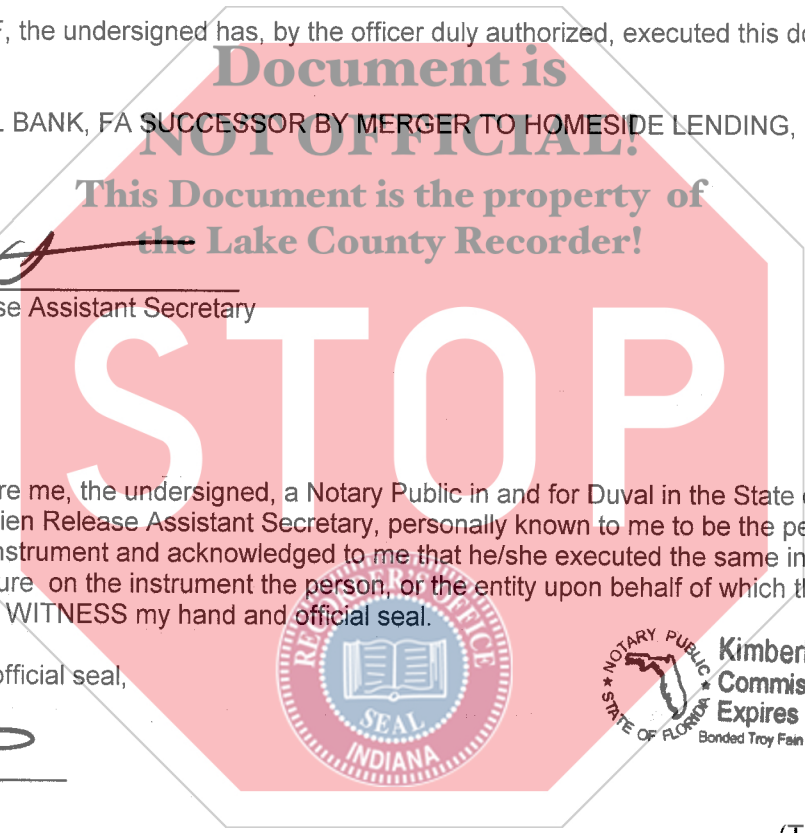 , the undersigned has, by the officer duly authorized, executed this do
Document is
BANK, FA SUCCESSOR BY MERGER TO HOMESIDE LENDING,
NOT OFFICIAL!
This Document is the property of
the Lake County Recorder!
se Assistant Secretary
STOP
re me, the undersigned, a Notary Public in and for Duval in the State
ien Release Assistant Secretary, personally known to me to be the pe
nstrument and acknowledged to me that he/she executed the same in
ure on the instrument the person, or the entity upon behalf of which th
WITNESS my hand and official seal.
official seal,
RECORDER'S OFFICE
SEAL
INDIANA
NOTARY PUBLIC
STATE OF FLORIDA
Kimber
Commis
Expires
Bonded Troy Fain